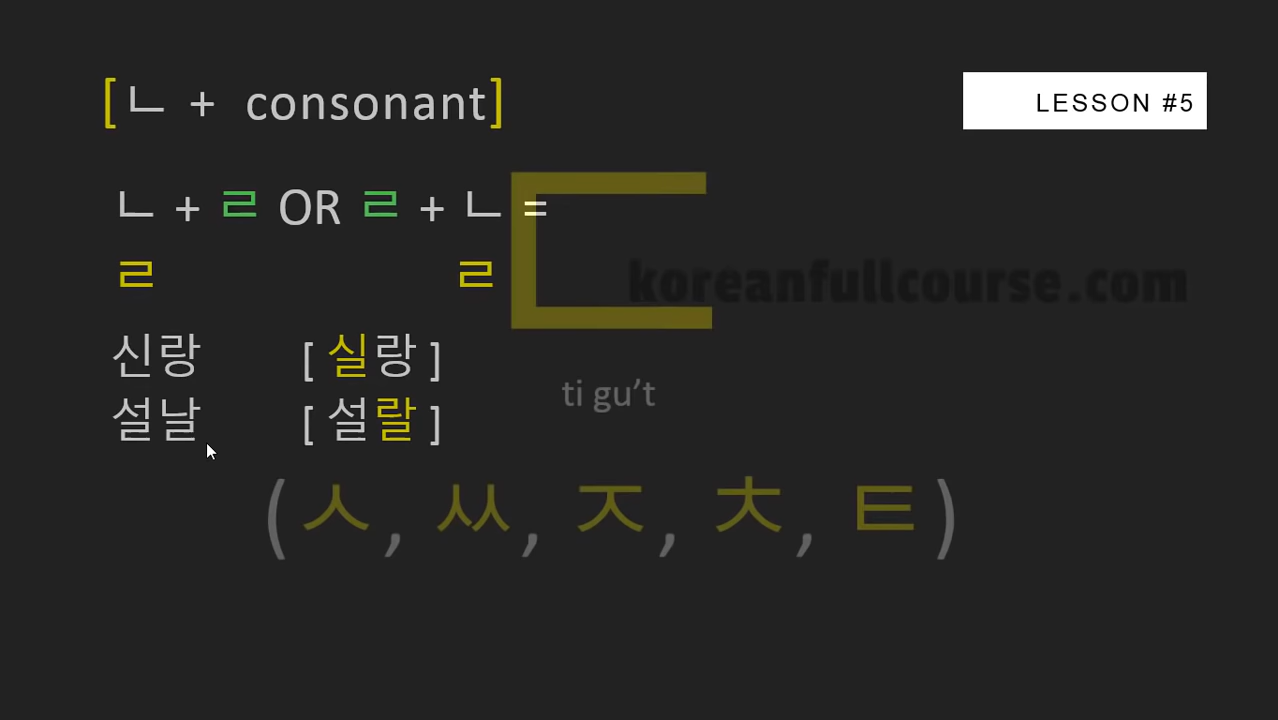 [ㄴ + consonant]
LESSON #5
ㄴ + ㄹ OR ㄹ + ㄴ =
ㄹ ㄹ
ㄷ
koreanfullcourse.com
신랑 [ 실랑 ]
설날 [ 설랄 ]
ti gu’t
(ㅅ, ㅆ, ㅈ, ㅊ, ㅌ)